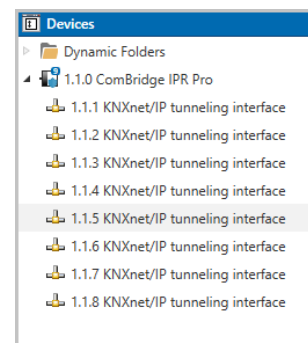 Devices
Dynamic Folders
1.1.0 ComBridge IPR Pro
1.1.1 KNXnet/IP tunneling interface
1.1.2 KNXnet/IP tunneling interface
1.1.3 KNXnet/IP tunneling interface
1.1.4 KNXnet/IP tunneling interface
1.1.5 KNXnet/IP tunneling interface
1.1.6 KNXnet/IP tunneling interface
1.1.7 KNXnet/IP tunneling interface
1.1.8 KNXnet/IP tunneling interface